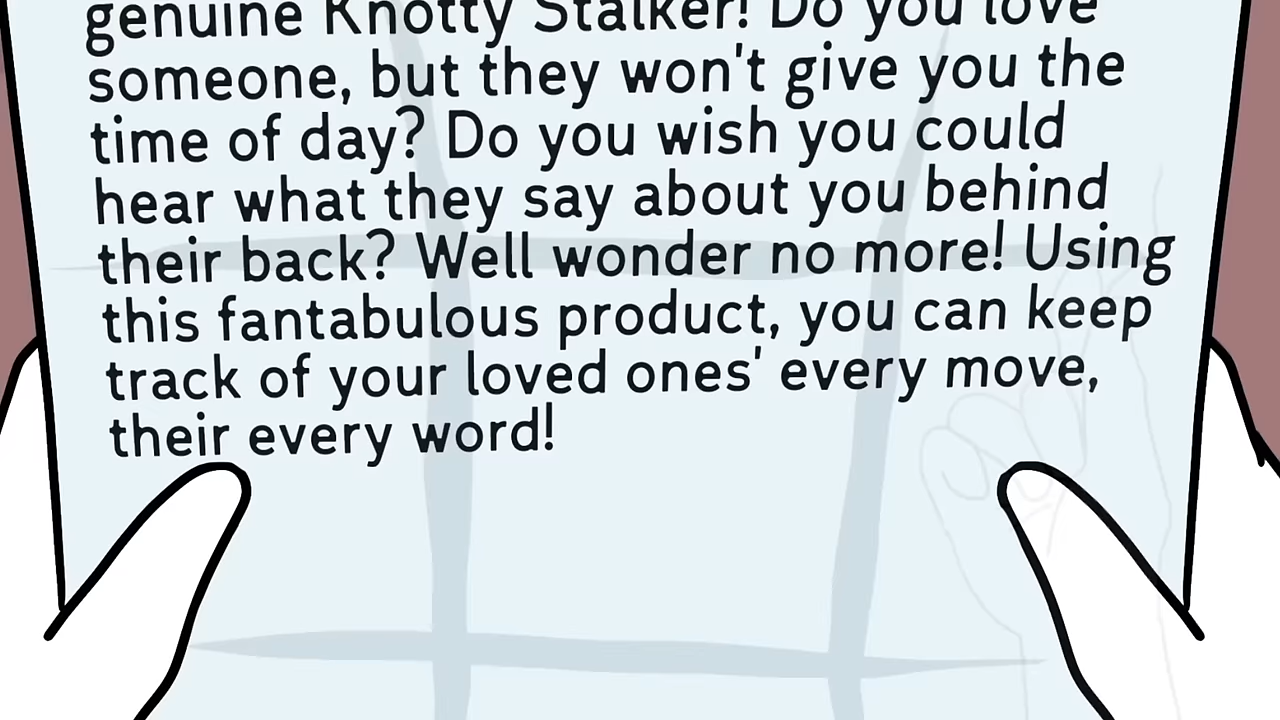 genuine Knotty Stalker! Do you love
someone, but they won't give you the
time of day? Do you wish you could
hear what they say about you behind
their back? Well wonder no more! Using
this fantabulous product, you can keep
track of your loved ones' every move,
their every word!